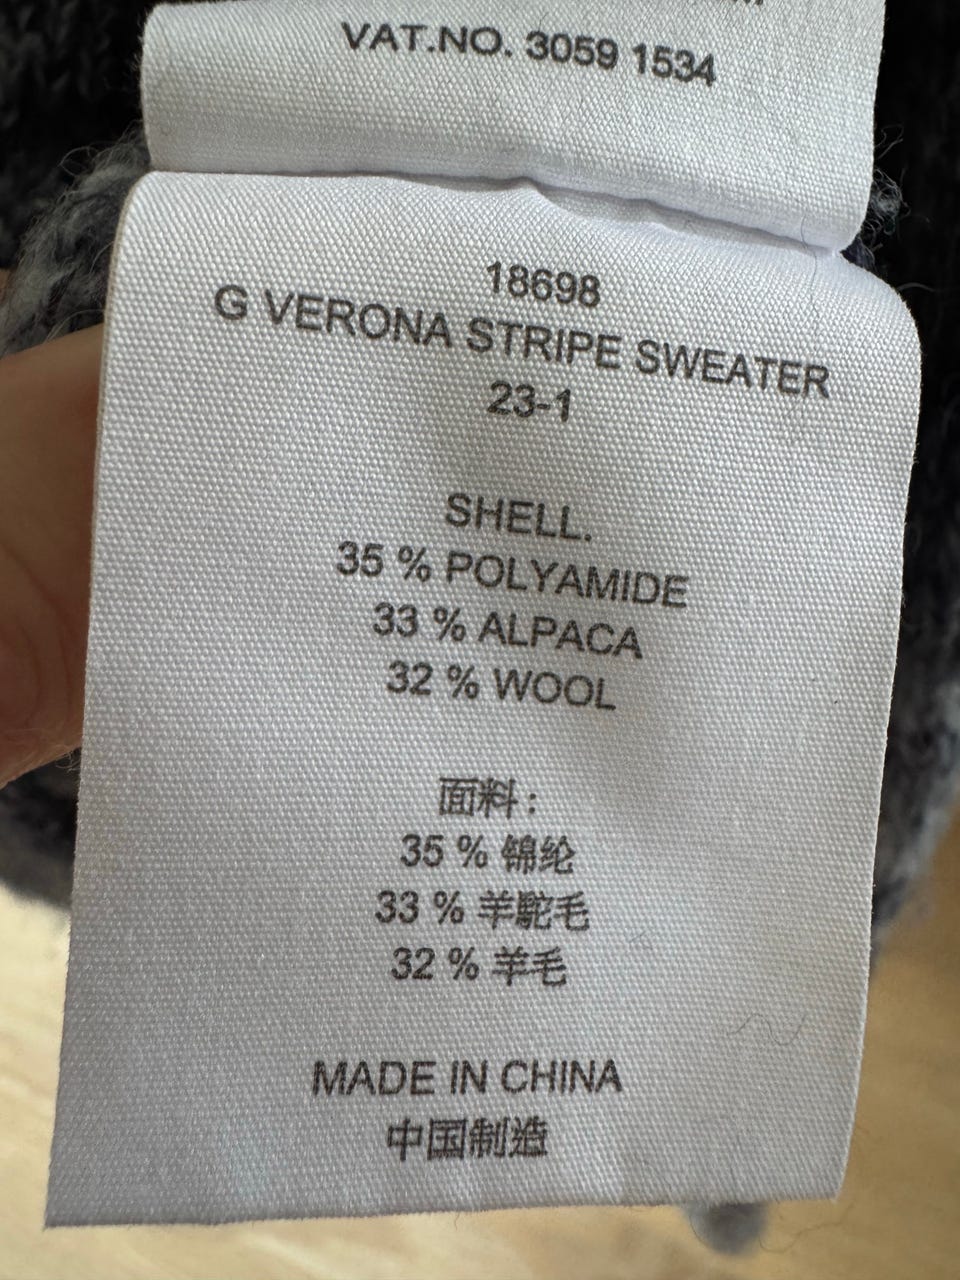 VAT.NO. 3059 1534
18698
G VERONA STRIPE SWEATER
23-1
SHELL.
35 % POLYAMIDE
33 % ALPACA
32 % WOOL
面料:
35 % 锦纶
33 % 羊駝毛
32 % 羊毛
MADE IN CHINA
中国制造